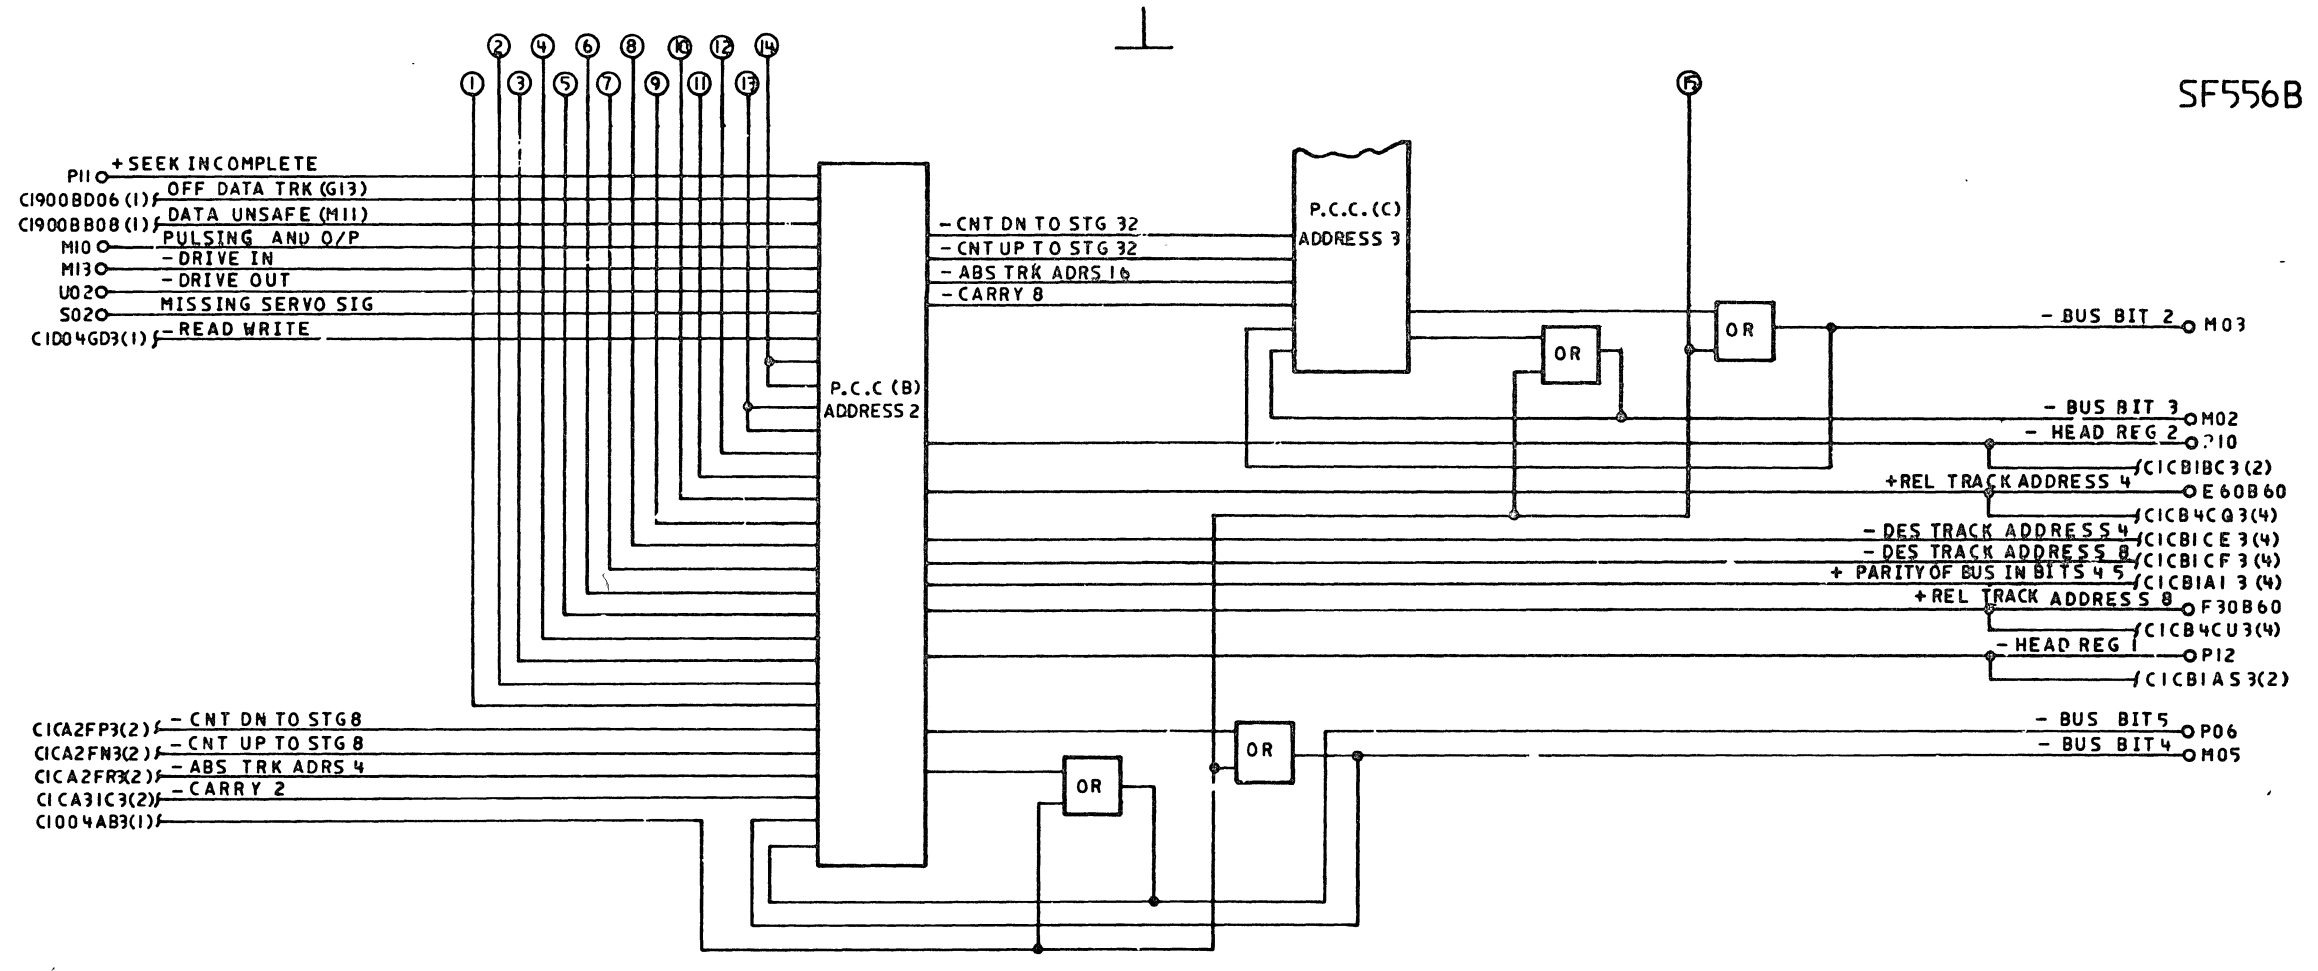 2 4 6 8 10 12 14
1 3 5 7 9 11 13 15
SF556B
+ SEEK INCOMPLETE
P11
OFF DATA TRK (G13)
C1900BD06 (1)
DATA UNSAFE (M11)
C1900BB08 (1)
PULSING AND O/P
M10
- DRIVE IN
M13
- DRIVE OUT
U02
MISSING SERVO SIG
S02
- READ WRITE
C1D04GD3(1)
P.C.C (B)
ADDRESS 2
- CNT DN TO STG 32
- CNT UP TO STG 32
- ABS TRK ADRS 16
- CARRY 8
P.C.C.(C)
ADDRESS 3
OR
OR
- BUS BIT 2 M03
- BUS BIT 3
M02
- HEAD REG 2
C1CB1BC3(2)
+REL TRACK ADDRESS 4
E60B60
C1CB4CQ3(4)
- DES TRACK ADDRESS 4
C1CB1CE3(4)
- DES TRACK ADDRESS 8
C1CB1CF3(4)
+ PARITY OF BUS IN BITS 4 5
C1CB1A1 3(4)
+REL TRACK ADDRESS 8
F30B60
C1CB4CU3(4)
- HEAD REG 1
P12
C1CB1AS3(2)
- CNT DN TO STG8
C1CA2FP3(2)
- CNT UP TO STG 8
C1CA2FN3(2)
- ABS TRK ADRS 4
C1CA2FR3(2)
- CARRY 2
C1CA31C3(2)
C1004AB3(1)
OR
OR
- BUS BIT5
P06
- BUS BIT 4
M05